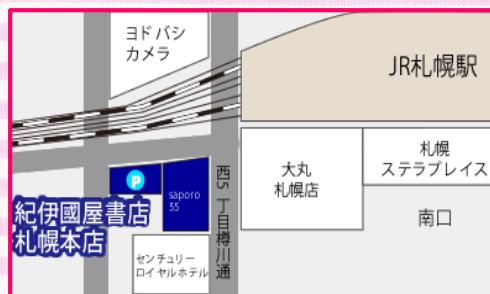 ヨドバシ
カメラ
JR札幌駅
大丸
札幌店
札幌
ステラプレイス
南口
P
saporo
55
西5丁目樽川通
紀伊國屋書店
札幌本店
センチュリー
ロイヤルホテル